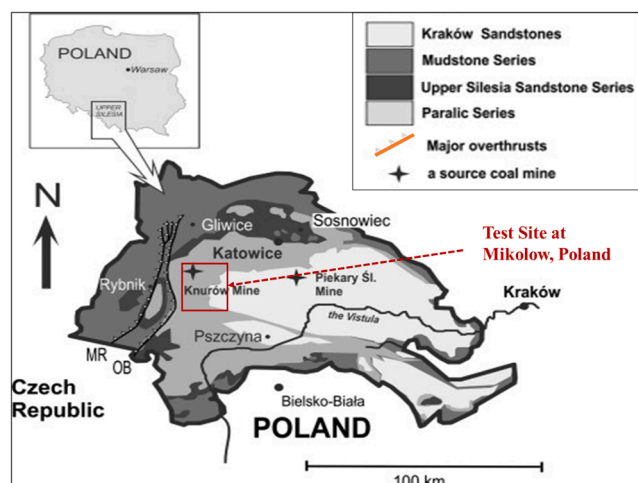 POLAND
Warsaw
UPPER
SILESIA
Kraków Sandstones
Mudstone Series
Upper Silesia Sandstone Series
Paralic Series
Major overthrusts
a source coal mine
N
Gliwice
Sosnowiec
Katowice
Test Site at
Mikolow, Poland
Rybnik
Knurów Mine
Piekary Śl.
Mine
Kraków
the Vistula
Pszczyna
MR
OB
Czech
Republic
Bielsko-Biała
POLAND
100 km